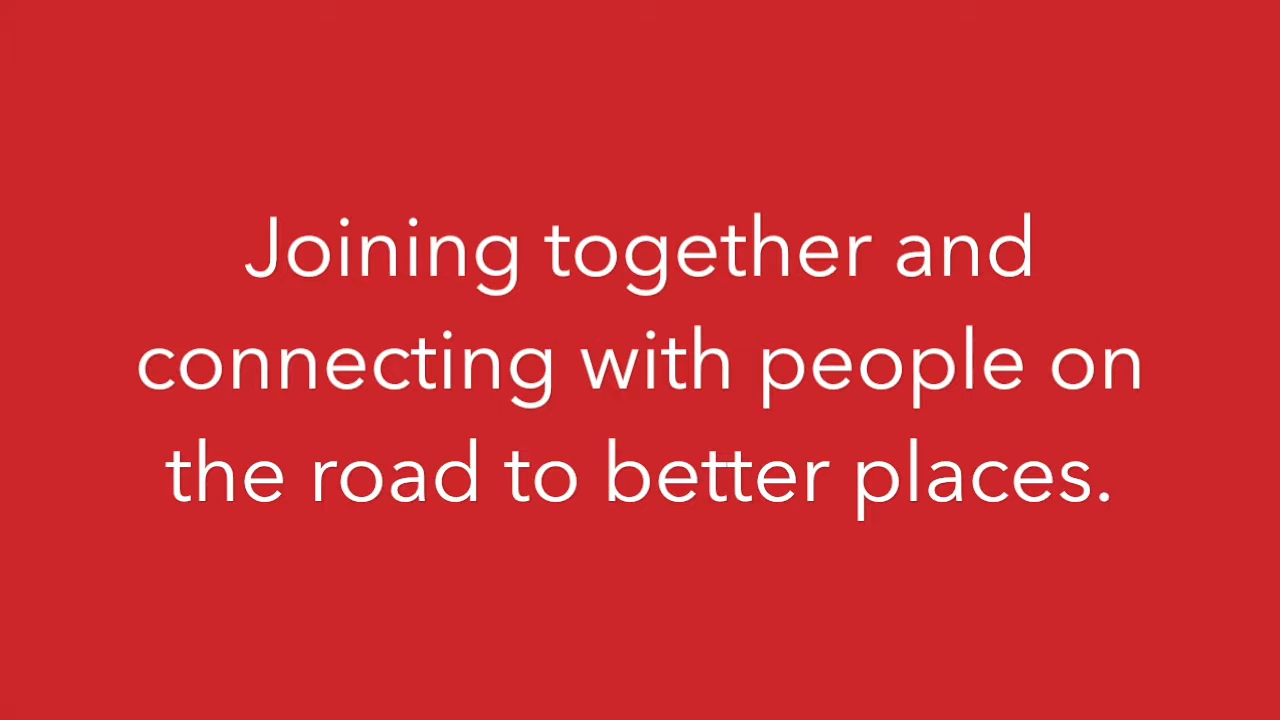 Joining together and
connecting with people on
the road to better places.